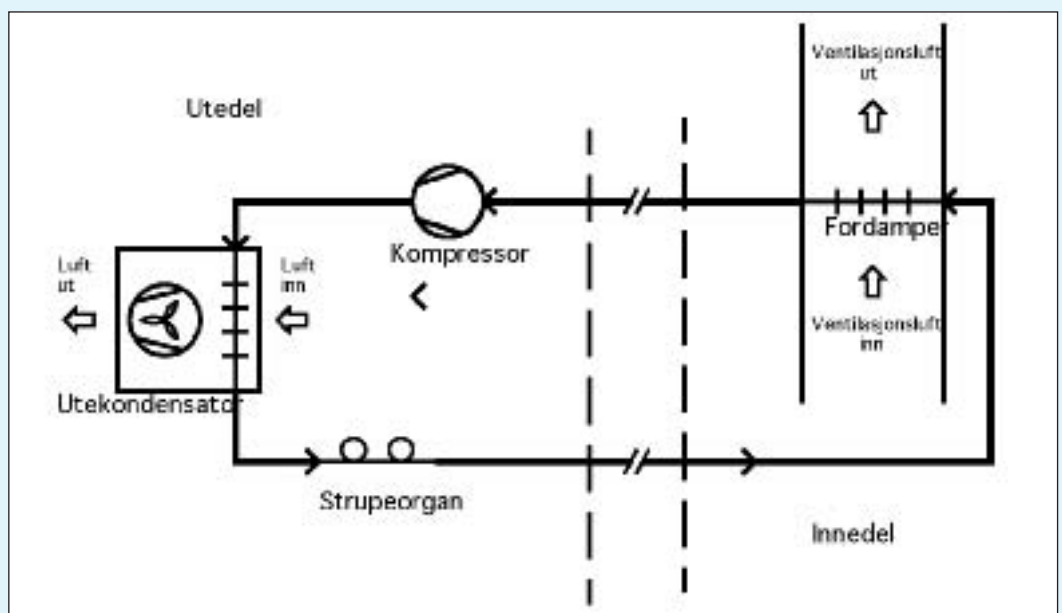 Ventilasjonsluft
ut
Utedel
Fordamper
Kompressor
Luft
ut
Luft
inn
Ventilasjonsluft
inn
Utekondensator
Strupeorgan
Innedel